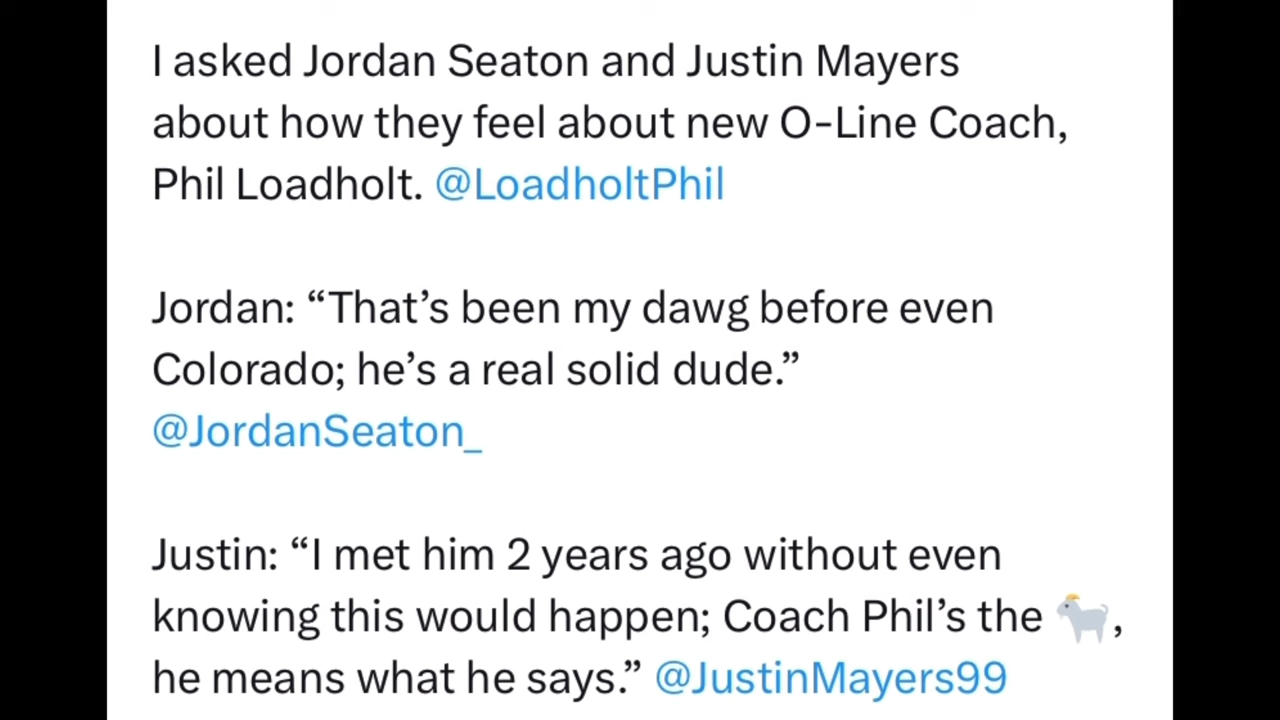 I asked Jordan Seaton and Justin Mayers
about how they feel about new O-Line Coach,
Phil Loadholt. @LoadholtPhil
Jordan: “That’s been my dawg before even
Colorado; he’s a real solid dude.”
@JordanSeaton_
Justin: “I met him 2 years ago without even
knowing this would happen; Coach Phil’s the 🐐,
he means what he says.” @JustinMayers99